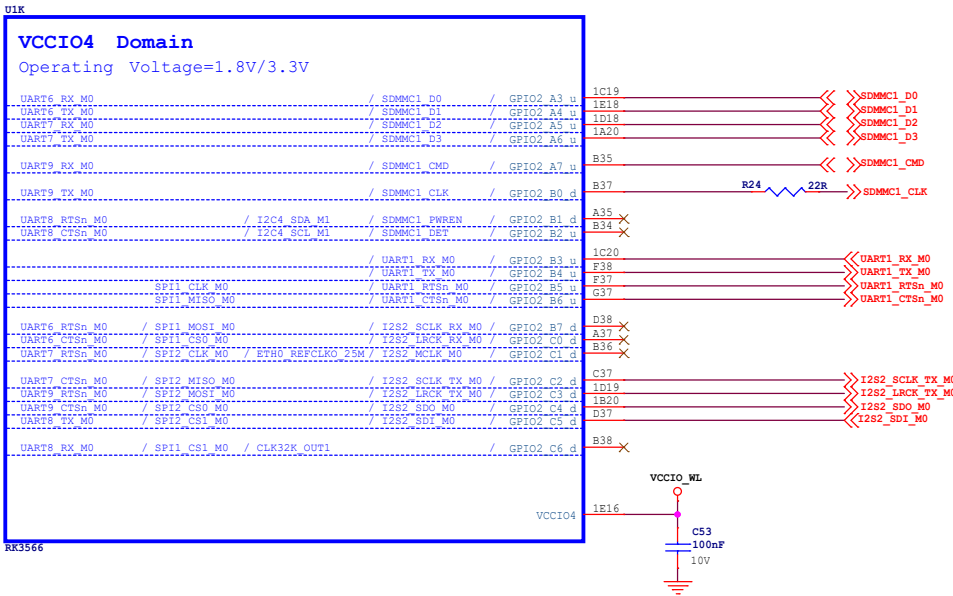 U1K
VCCIO4 Domain
Operating Voltage=1.8V/3.3V
UART6_RX_M0 / SDMMC1_D0 / GPIO2_A3_u 1C19 SDMMC1_D0
UART6_TX_M0 / SDMMC1_D1 / GPIO2_A4_u 1E18 SDMMC1_D1
UART7_RX_M0 / SDMMC1_D2 / GPIO2_A5_u 1D18 SDMMC1_D2
UART7_TX_M0 / SDMMC1_D3 / GPIO2_A6_u 1A20 SDMMC1_D3
UART9_RX_M0 / SDMMC1_CMD / GPIO2_A7_u B35 SDMMC1_CMD
UART9_TX_M0 / SDMMC1_CLK / GPIO2_B0_d B37 R24 22R SDMMC1_CLK
UART8_RTSn_M0 / I2C4_SDA_M1 / SDMMC1_PWREN / GPIO2_B1_d A35
UART8_CTSn_M0 / I2C4_SCL_M1 / SDMMC1_DET / GPIO2_B2_u B34
/ UART1_RX_M0 / GPIO2_B3_u 1C20 UART1_RX_M0
/ UART1_TX_M0 / GPIO2_B4_u F38 UART1_TX_M0
SPI1_CLK_M0 / UART1_RTSn_M0 / GPIO2_B5_u F37 UART1_RTSn_M0
SPI1_MISO_M0 / UART1_CTSn_M0 / GPIO2_B6_u G37 UART1_CTSn_M0
UART6_RTSn_M0 / SPI1_MOSI_M0 / I2S2_SCLK_RX_M0 / GPIO2_B7_d D38
UART6_CTSn_M0 / SPI1_CS0_M0 / I2S2_LRCK_RX_M0 / GPIO2_C0_d A37
UART7_RTSn_M0 / SPI2_CLK_M0 / ETH0_REFCLKO_25M / I2S2_MCLK_M0 / GPIO2_C1_d B36
UART7_CTSn_M0 / SPI2_MISO_M0 / I2S2_SCLK_TX_M0 / GPIO2_C2_d C37 I2S2_SCLK_TX_M0
UART9_RTSn_M0 / SPI2_MOSI_M0 / I2S2_LRCK_TX_M0 / GPIO2_C3_d 1D19 I2S2_LRCK_TX_M0
UART9_CTSn_M0 / SPI2_CS0_M0 / I2S2_SDO_M0 / GPIO2_C4_d 1B20 I2S2_SDO_M0
UART8_TX_M0 / SPI2_CS1_M0 / I2S2_SDI_M0 / GPIO2_C5_d D37 I2S2_SDI_M0
UART8_RX_M0 / SPI1_CS1_M0 / CLK32K_OUT1 / GPIO2_C6_d B38
VCCIO_WL
VCCIO4 1E16
C53
100nF
10V
RK3566